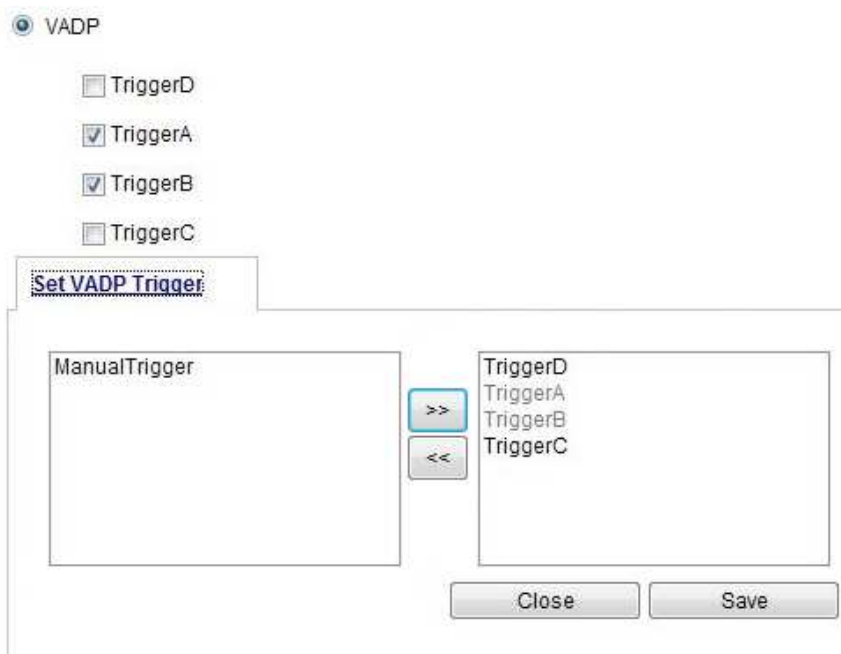 VADP
TriggerD
TriggerA
TriggerB
TriggerC
Set VADP Trigger
ManualTrigger
>>
<<
TriggerD
TriggerA
TriggerB
TriggerC
Close Save